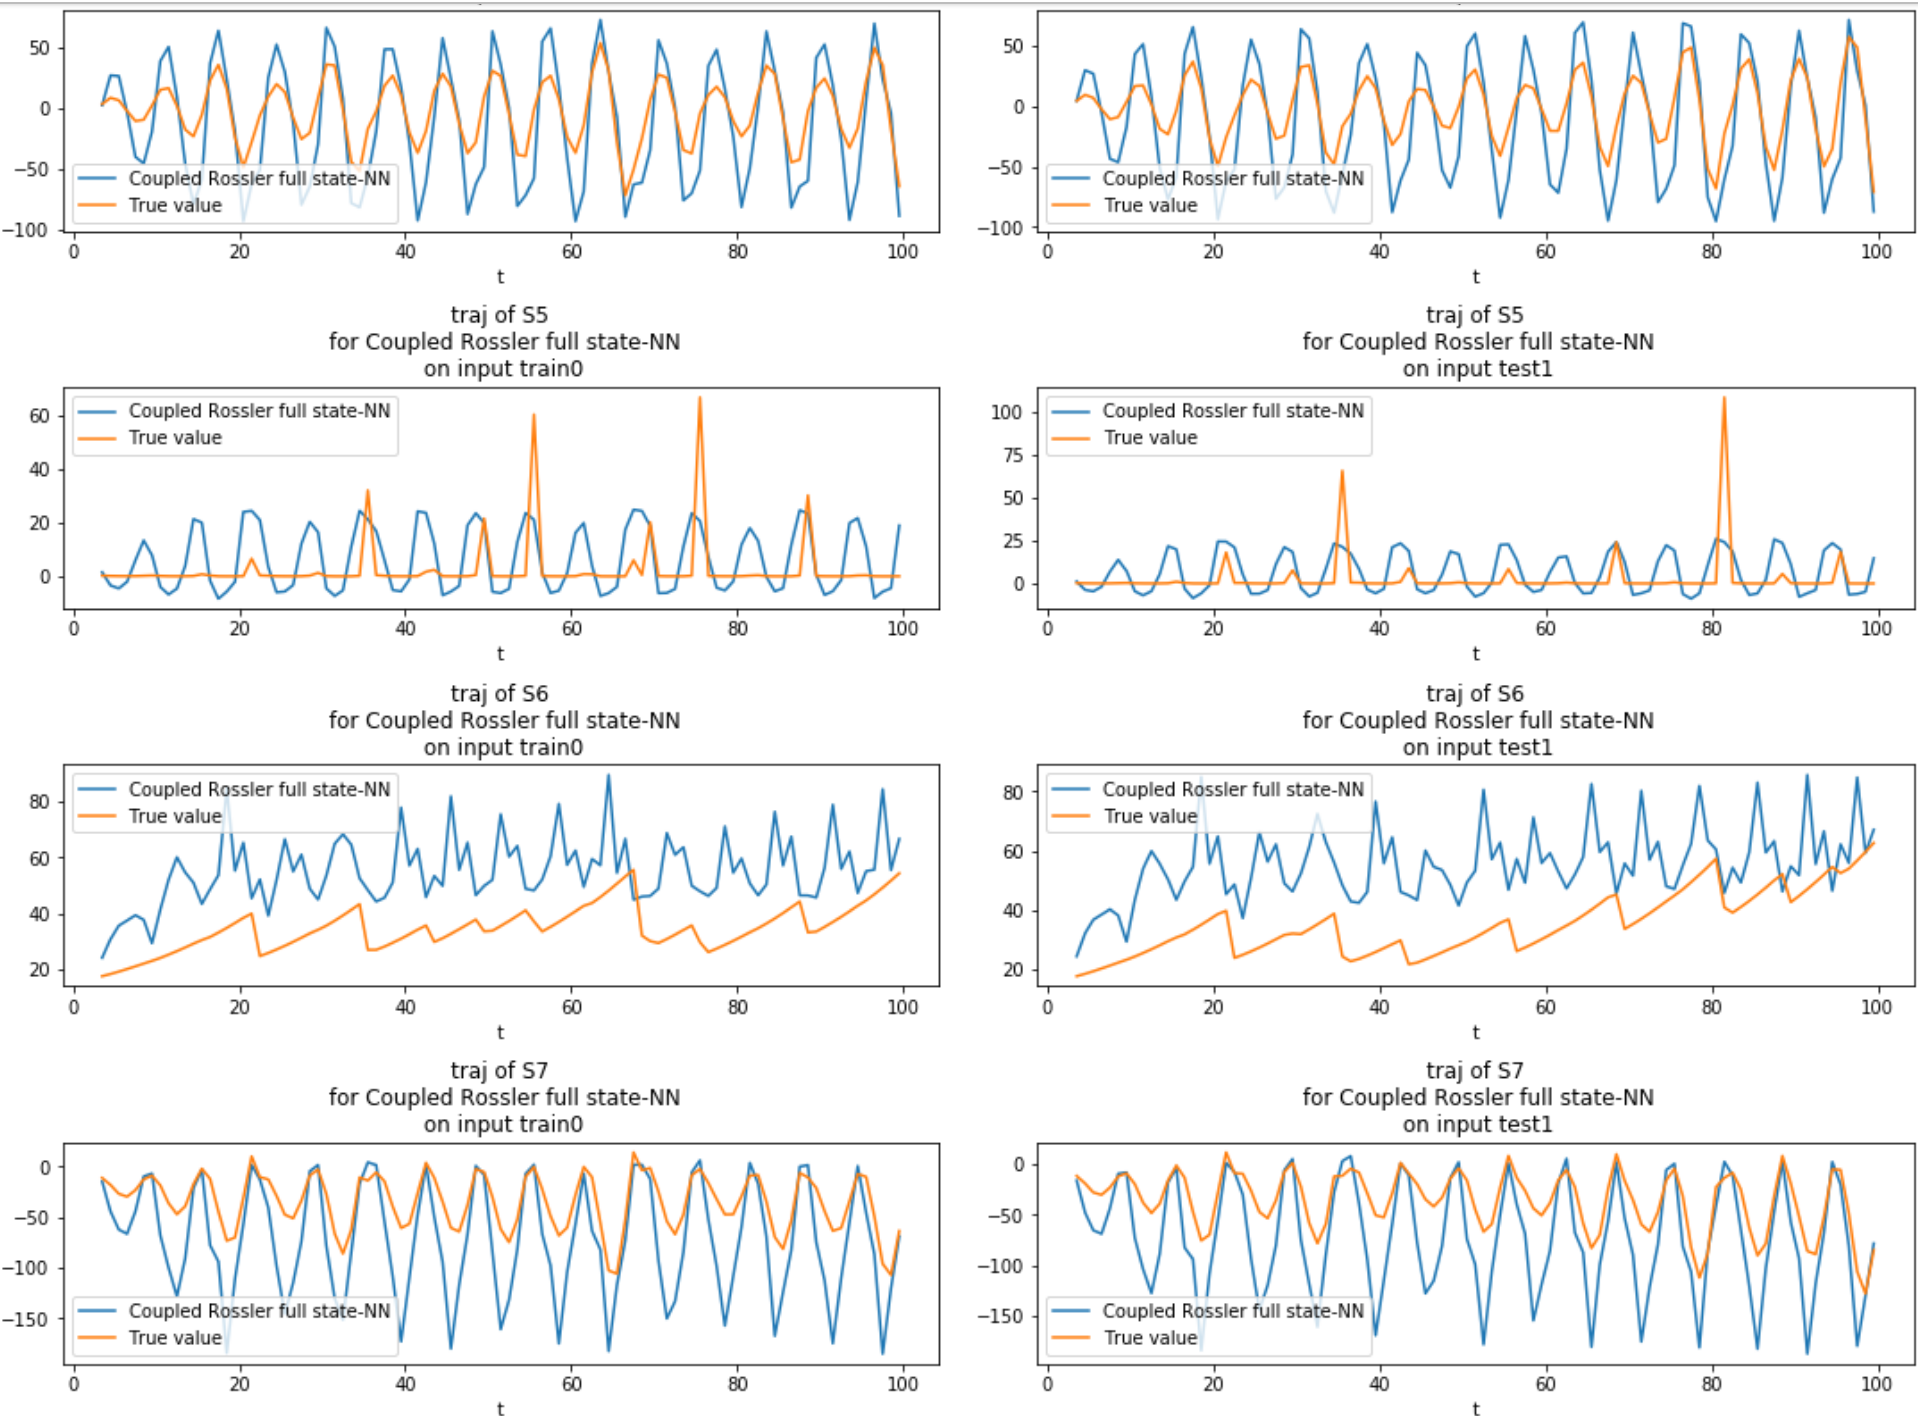 50
0
−50
−100
Coupled Rossler full state-NN
True value
0 20 40 60 80 100
t
50
0
−50
−100
Coupled Rossler full state-NN
True value
0 20 40 60 80 100
t
traj of S5
for Coupled Rossler full state-NN
on input train0
60
40
20
0
Coupled Rossler full state-NN
True value
0 20 40 60 80 100
t
traj of S5
for Coupled Rossler full state-NN
on input test1
100
75
50
25
0
Coupled Rossler full state-NN
True value
0 20 40 60 80 100
t
traj of S6
for Coupled Rossler full state-NN
on input train0
80
60
40
20
Coupled Rossler full state-NN
True value
0 20 40 60 80 100
t
traj of S6
for Coupled Rossler full state-NN
on input test1
80
60
40
20
Coupled Rossler full state-NN
True value
0 20 40 60 80 100
t
traj of S7
for Coupled Rossler full state-NN
on input train0
0
−50
−100
−150
Coupled Rossler full state-NN
True value
0 20 40 60 80 100
t
traj of S7
for Coupled Rossler full state-NN
on input test1
0
−50
−100
−150
Coupled Rossler full state-NN
True value
0 20 40 60 80 100
t